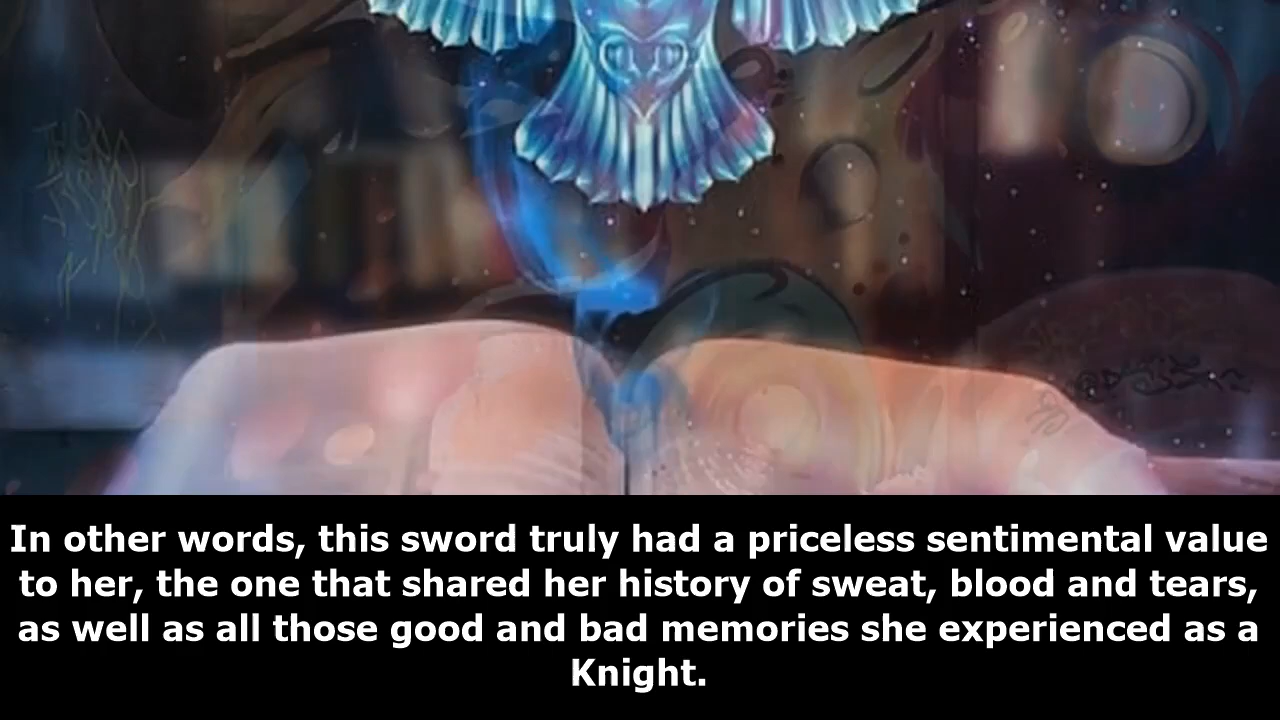 In other words, this sword truly had a priceless sentimental value
to her, the one that shared her history of sweat, blood and tears,
as well as all those good and bad memories she experienced as a
Knight.